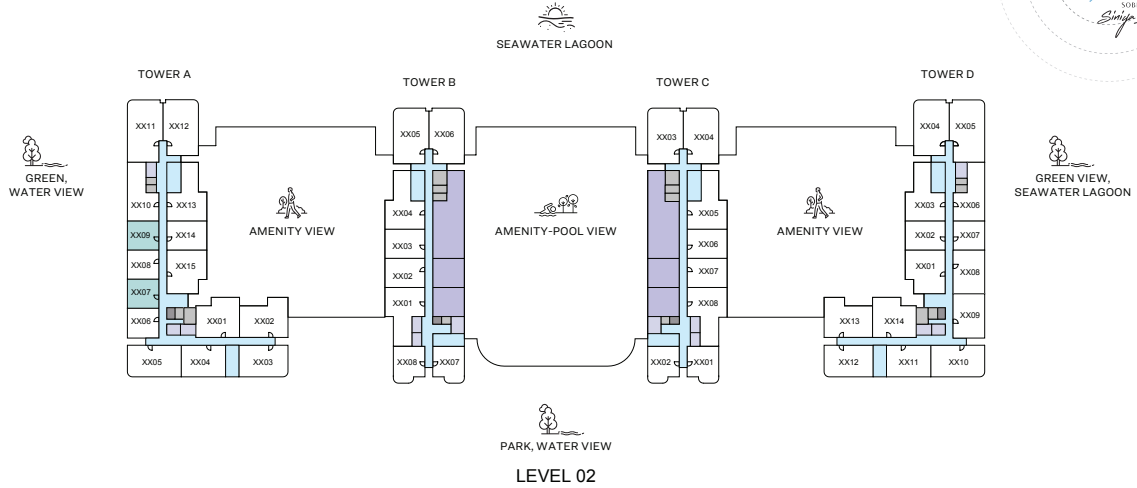 SOB
Siniya
SEAWATER LAGOON
TOWER A
TOWER B
TOWER C
TOWER D
XX11
XX12
XX05
XX06
XX03
XX04
XX04
XX05
GREEN,
WATER VIEW
GREEN VIEW,
SEAWATER LAGOON
XX10
XX13
XX09
XX14
XX08
XX15
XX07
XX06
XX01
XX02
XX05
XX04
XX03
AMENITY VIEW
XX04
XX03
XX02
XX01
XX08
XX07
AMENITY-POOL VIEW
XX05
XX06
XX07
XX08
XX02
XX01
AMENITY VIEW
XX03
XX06
XX02
XX07
XX01
XX08
XX09
XX13
XX14
XX12
XX11
XX10
PARK, WATER VIEW
LEVEL 02